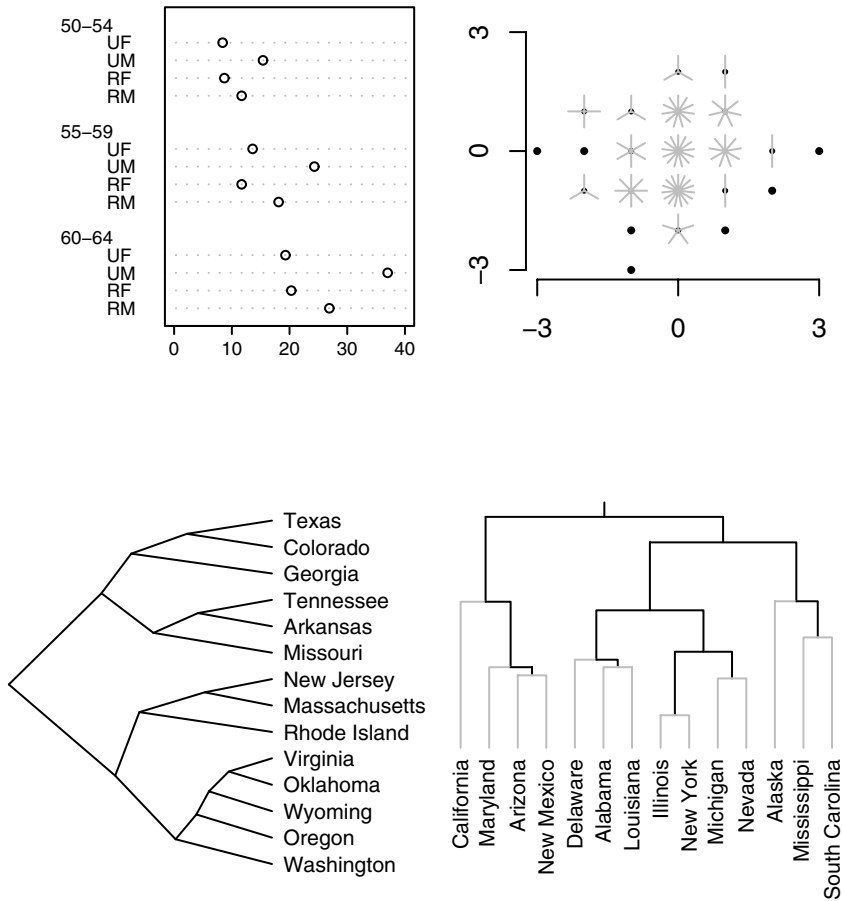 50–54
UF
UM
RF
RM
55–59
UF
UM
RF
RM
60–64
UF
UM
RF
RM
0 10 20 30 40
3
0
−3
−3 0 3
Texas
Colorado
Georgia
Tennessee
Arkansas
Missouri
New Jersey
Massachusetts
Rhode Island
Virginia
Oklahoma
Wyoming
Oregon
Washington
California
Maryland
Arizona
New Mexico
Delaware
Alabama
Louisiana
Illinois
New York
Michigan
Nevada
Alaska
Mississippi
South Carolina